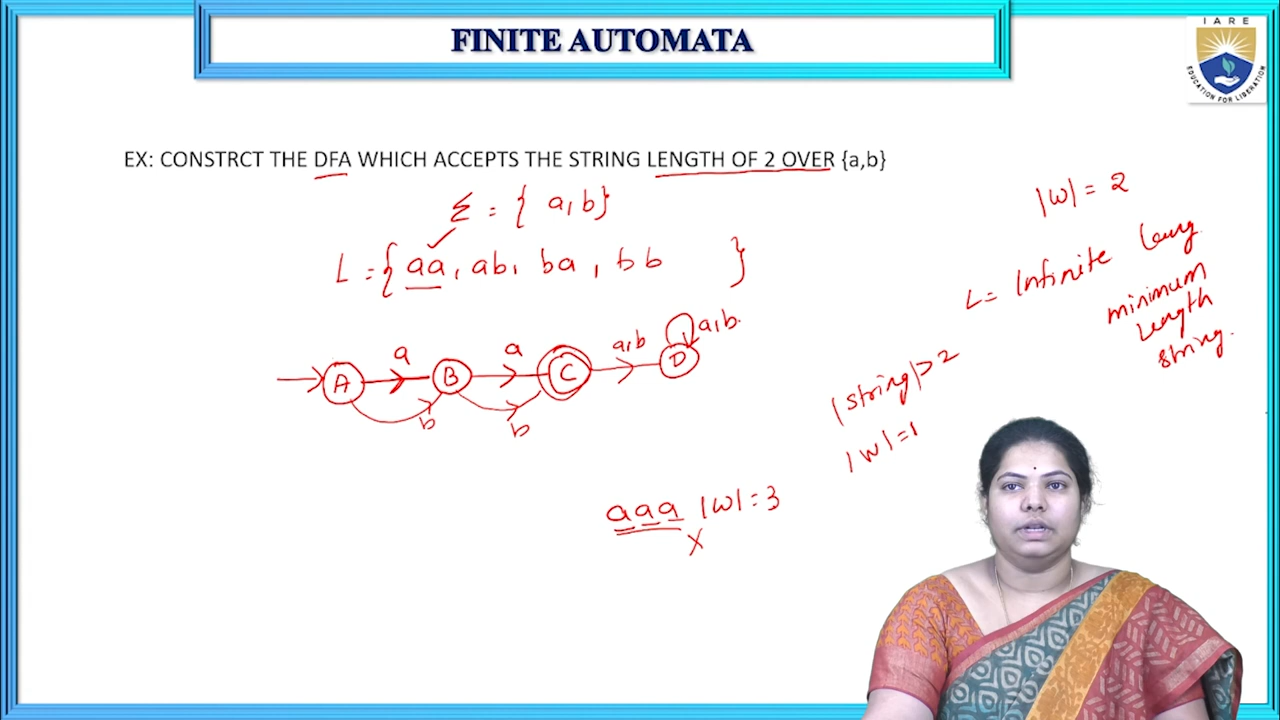 FINITE AUTOMATA
IARE
EDUCATION FOR LIBERATION
EX: CONSTRCT THE DFA WHICH ACCEPTS THE STRING LENGTH OF 2 OVER {a,b}
Σ = { a, b}
|w| = 2
L = { aa, ab, ba, bb }
L = Infinite Lang
minimum
Length
string.
A a B a C a,b D a,b
b b
|string| > 2
|w| = 1
aaa |w| = 3
X